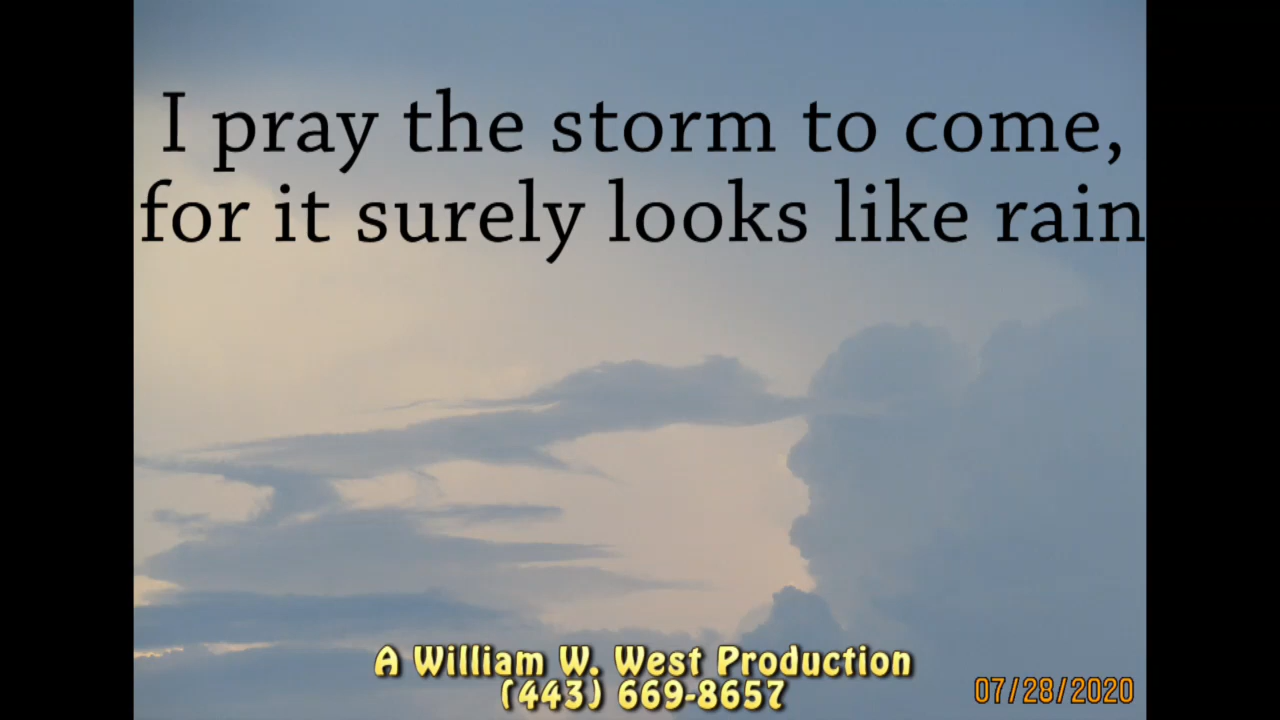 I pray the storm to come,
for it surely looks like rain
A William W. West Production
(443) 669-8657
07/28/2020